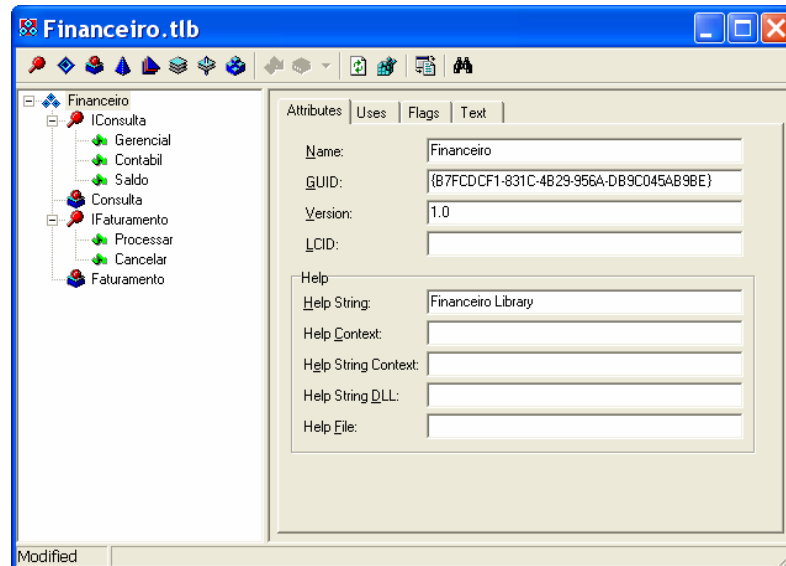 Financeiro.tlb
Financeiro
IConsulta
Gerencial
Contabil
Saldo
Consulta
IFaturamento
Processar
Cancelar
Faturamento
Attributes Uses Flags Text
Name: Financeiro
GUID: {B7FCDCF1-831C-4B29-956A-DB9C045AB9BE}
Version: 1.0
LCID:
Help
Help String: Financeiro Library
Help Context:
Help String Context:
Help String DLL:
Help File:
Modified